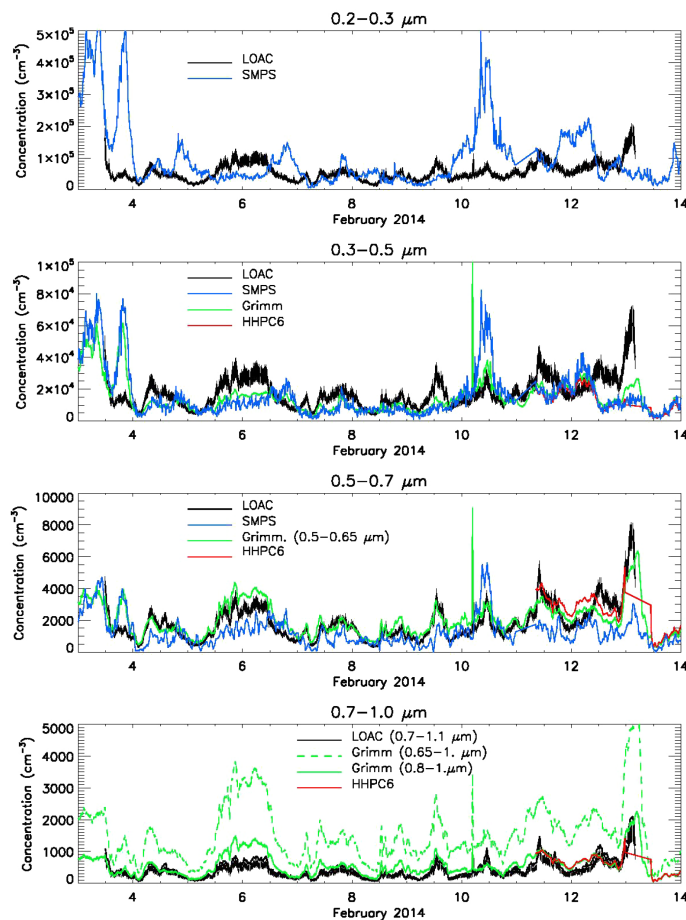 0.2−0.3 μm
Concentration (cm⁻³)
5×10⁵
4×10⁵
3×10⁵
2×10⁵
1×10⁵
0
LOAC
SMPS
4 6 8 10 12 14
February 2014
0.3−0.5 μm
Concentration (cm⁻³)
1×10⁵
8×10⁴
6×10⁴
4×10⁴
2×10⁴
0
LOAC
SMPS
Grimm
HHPC6
4 6 8 10 12 14
February 2014
0.5−0.7 μm
Concentration (cm⁻³)
10000
8000
6000
4000
2000
0
LOAC
SMPS
Grimm. (0.5−0.65 μm)
HHPC6
4 6 8 10 12 14
February 2014
0.7−1.0 μm
Concentration (cm⁻³)
5000
4000
3000
2000
1000
0
LOAC (0.7−1.1 μm)
Grimm (0.65−1. μm)
Grimm (0.8−1.μm)
HHPC6
4 6 8 10 12 14
February 2014